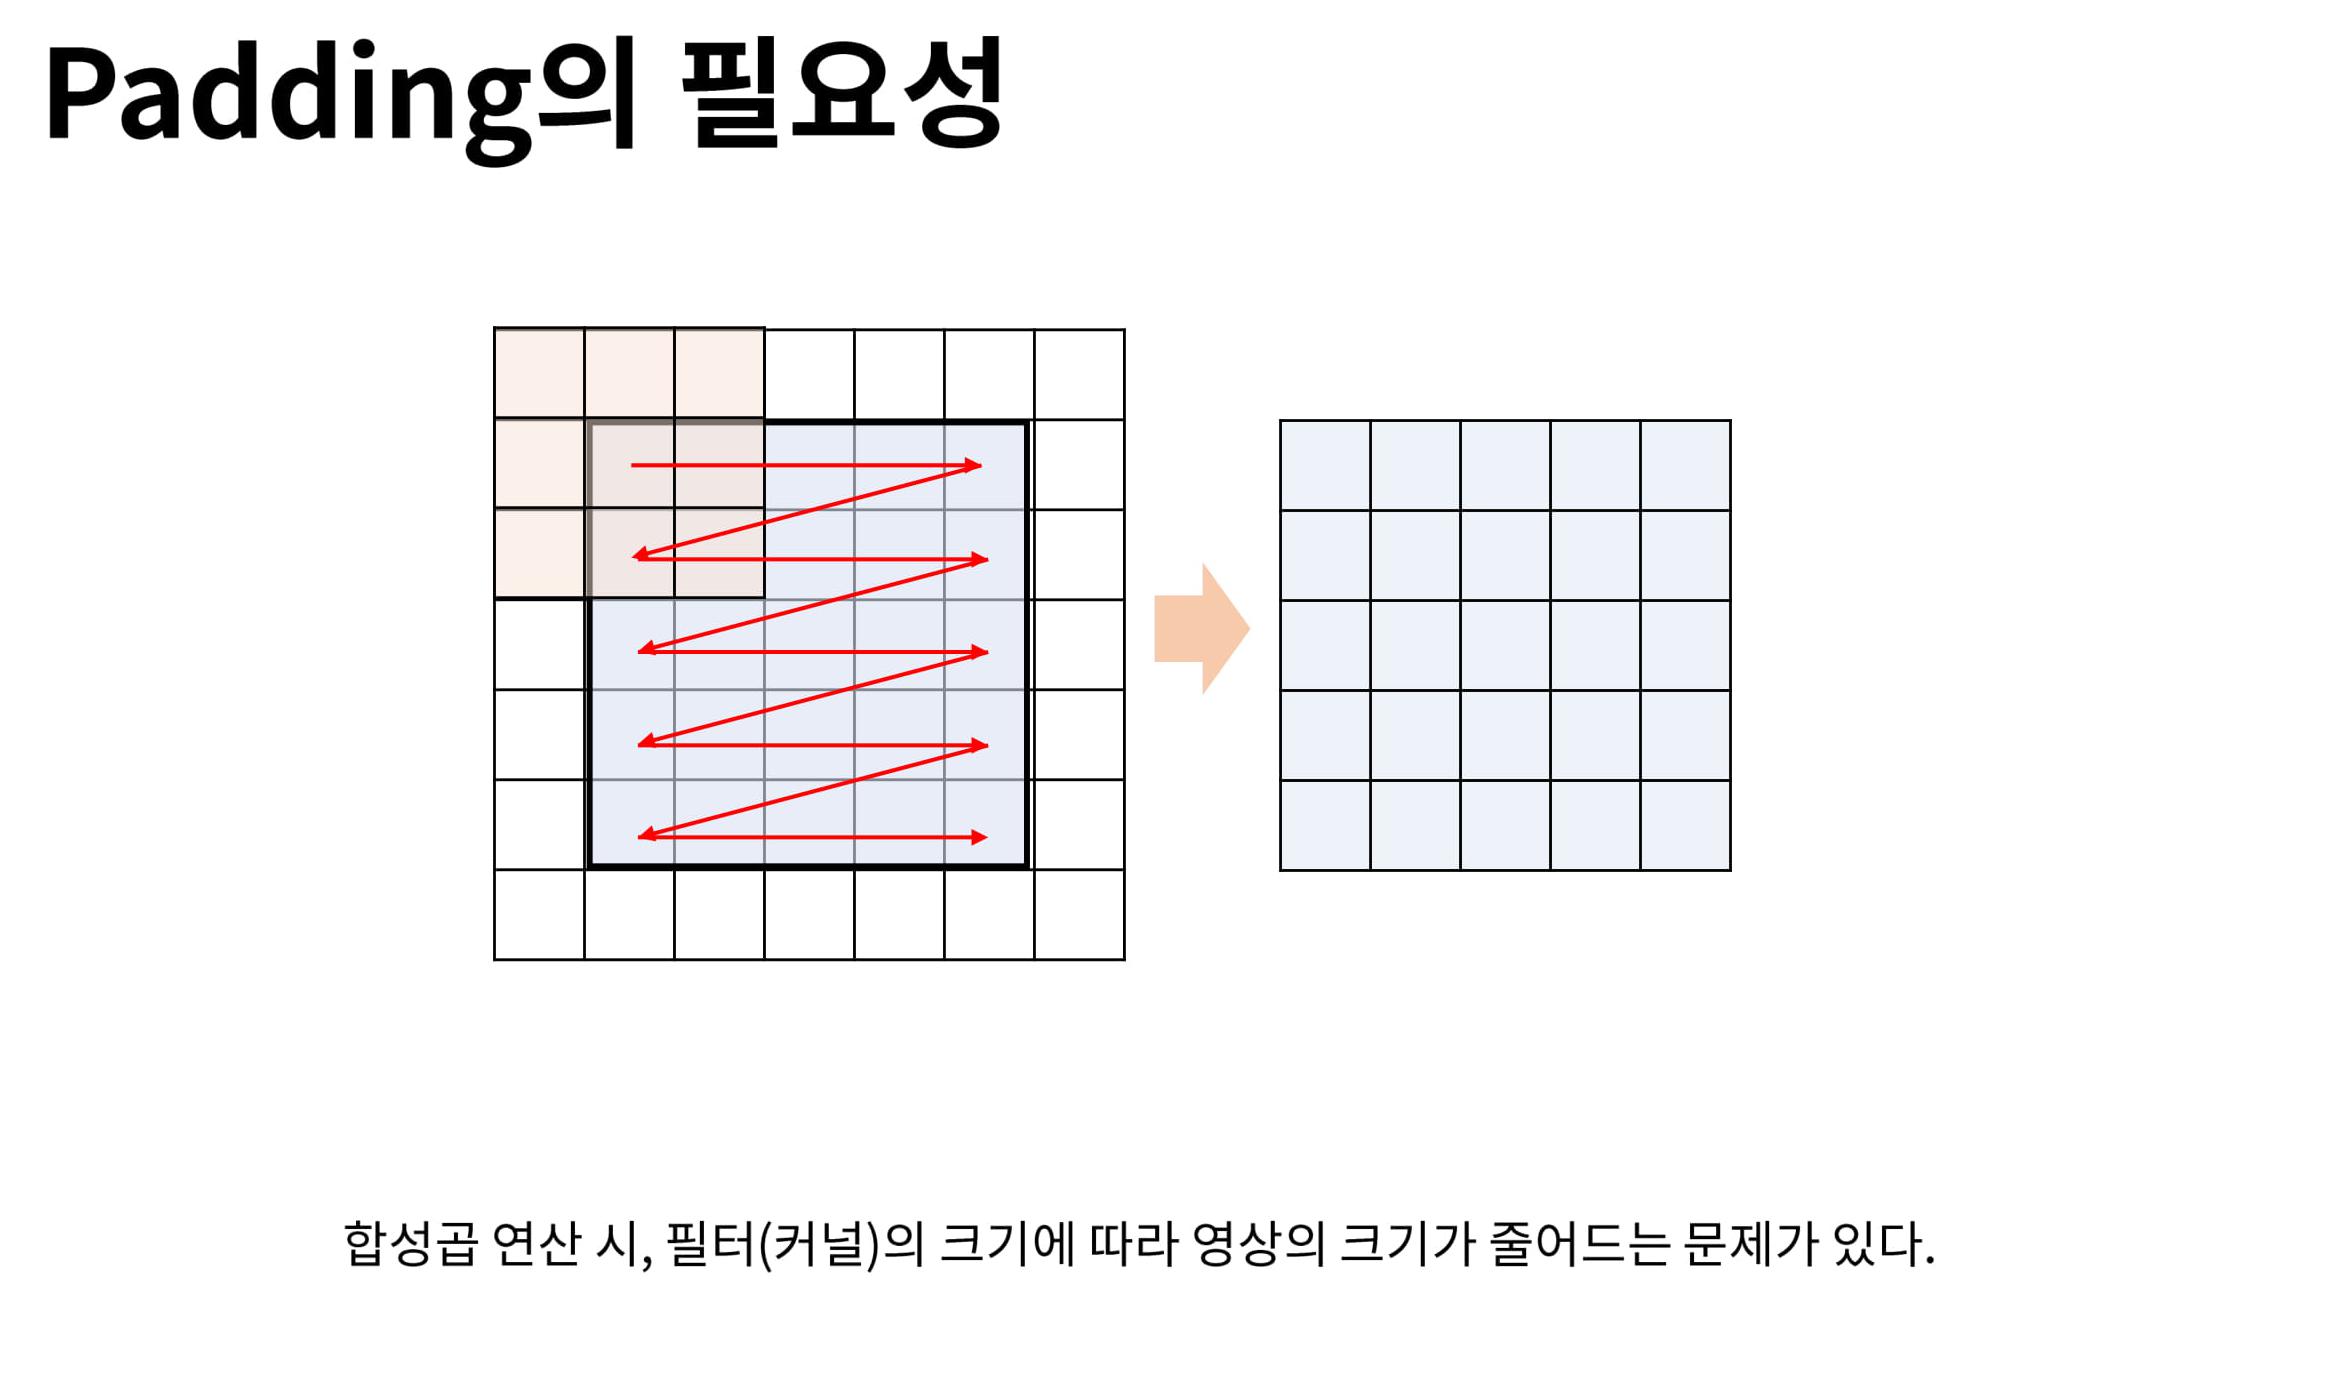 Padding의 필요성
합성곱 연산 시, 필터(커널)의 크기에 따라 영상의 크기가 줄어드는 문제가 있다.